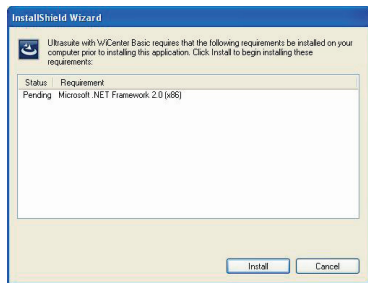 InstallShield Wizard
Ultrasuite with WiCenter Basic requires that the following requirements be installed on your
computer prior to installing this application. Click Install to begin installing these
requirements:
Status Requirement
Pending Microsoft .NET Framework 2.0 (x86)
Install Cancel